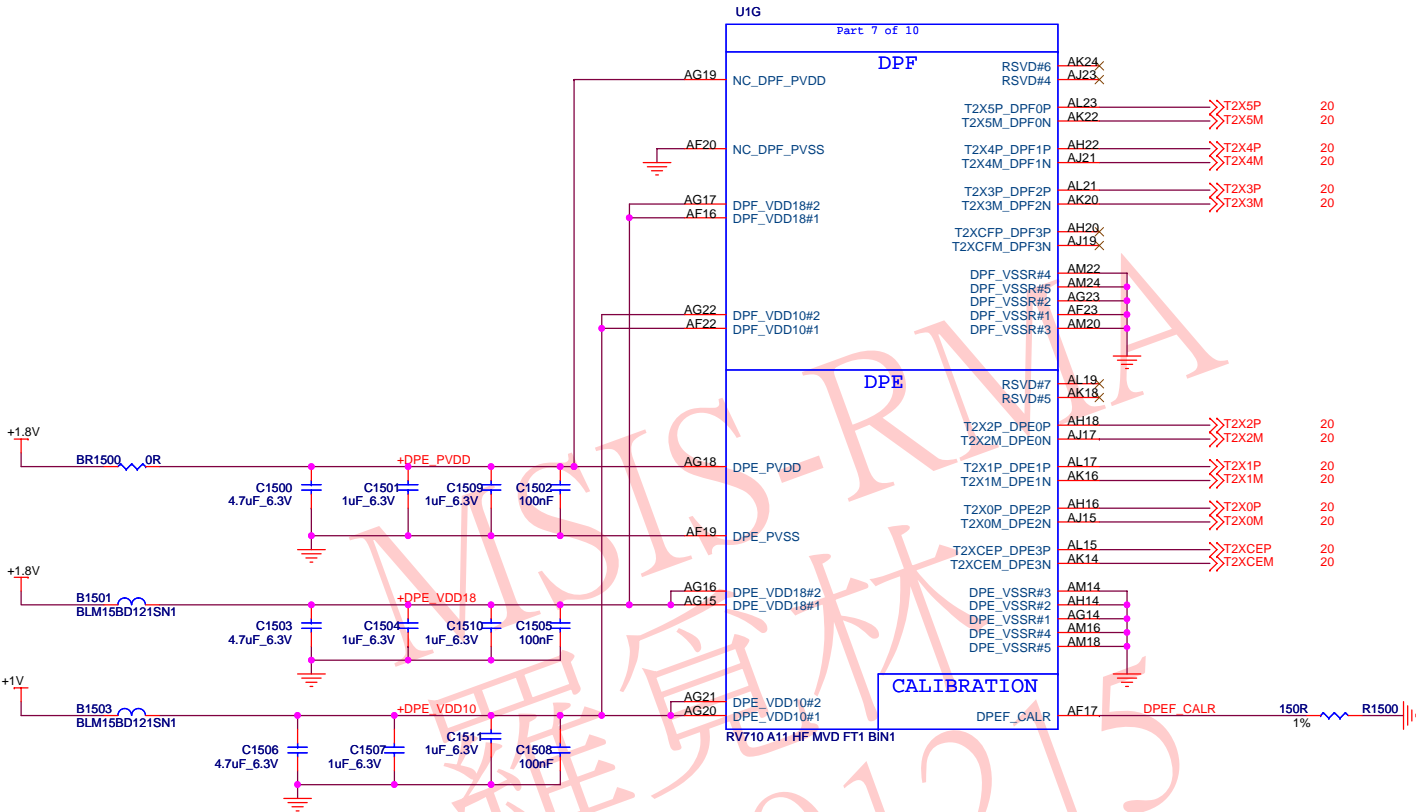 U1G
Part 7 of 10
DPF
AG19 NC_DPF_PVDD
AF20 NC_DPF_PVSS
AG17 DPF_VDD18#2
AF16 DPF_VDD18#1
AG22 DPF_VDD10#2
AF22 DPF_VDD10#1
RSVD#6 AK24
RSVD#4 AJ23
T2X5P_DPF0P AL23 T2X5P 20
T2X5M_DPF0N AK22 T2X5M 20
T2X4P_DPF1P AH22 T2X4P 20
T2X4M_DPF1N AJ21 T2X4M 20
T2X3P_DPF2P AL21 T2X3P 20
T2X3M_DPF2N AK20 T2X3M 20
T2XCFP_DPF3P AH20
T2XCFM_DPF3N AJ19
DPF_VSSR#4 AM22
DPF_VSSR#5 AM24
DPF_VSSR#2 AG23
DPF_VSSR#1 AF23
DPF_VSSR#3 AM20
DPE
RSVD#7 AL19
RSVD#5 AK18
T2X2P_DPE0P AH18 T2X2P 20
T2X2M_DPE0N AJ17 T2X2M 20
T2X1P_DPE1P AL17 T2X1P 20
T2X1M_DPE1N AK16 T2X1M 20
T2X0P_DPE2P AH16 T2X0P 20
T2X0M_DPE2N AJ15 T2X0M 20
T2XCEP_DPE3P AL15 T2XCEP 20
T2XCEM_DPE3N AK14 T2XCEM 20
DPE_VSSR#3 AM14
DPE_VSSR#2 AH14
DPE_VSSR#1 AG14
DPE_VSSR#4 AM16
DPE_VSSR#5 AM18
+1.8V
BR1500 0R
+DPE_PVDD
AG18 DPE_PVDD
C1500
4.7uF_6.3V
C1501
1uF_6.3V
C1509
1uF_6.3V
C1502
100nF
AF19 DPE_PVSS
+1.8V
B1501
BLM15BD121SN1
+DPE_VDD18
AG16 DPE_VDD18#2
AG15 DPE_VDD18#1
C1503
4.7uF_6.3V
C1504
1uF_6.3V
C1510
1uF_6.3V
C1505
100nF
+1V
B1503
BLM15BD121SN1
+DPE_VDD10
AG21 DPE_VDD10#2
AG20 DPE_VDD10#1
C1506
4.7uF_6.3V
C1507
1uF_6.3V
C1511
1uF_6.3V
C1508
100nF
CALIBRATION
DPEF_CALR AF17 DPEF_CALR 150R R1500
1%
RV710 A11 HF MVD FT1 BIN1
MSIS-RMA
羅寛林